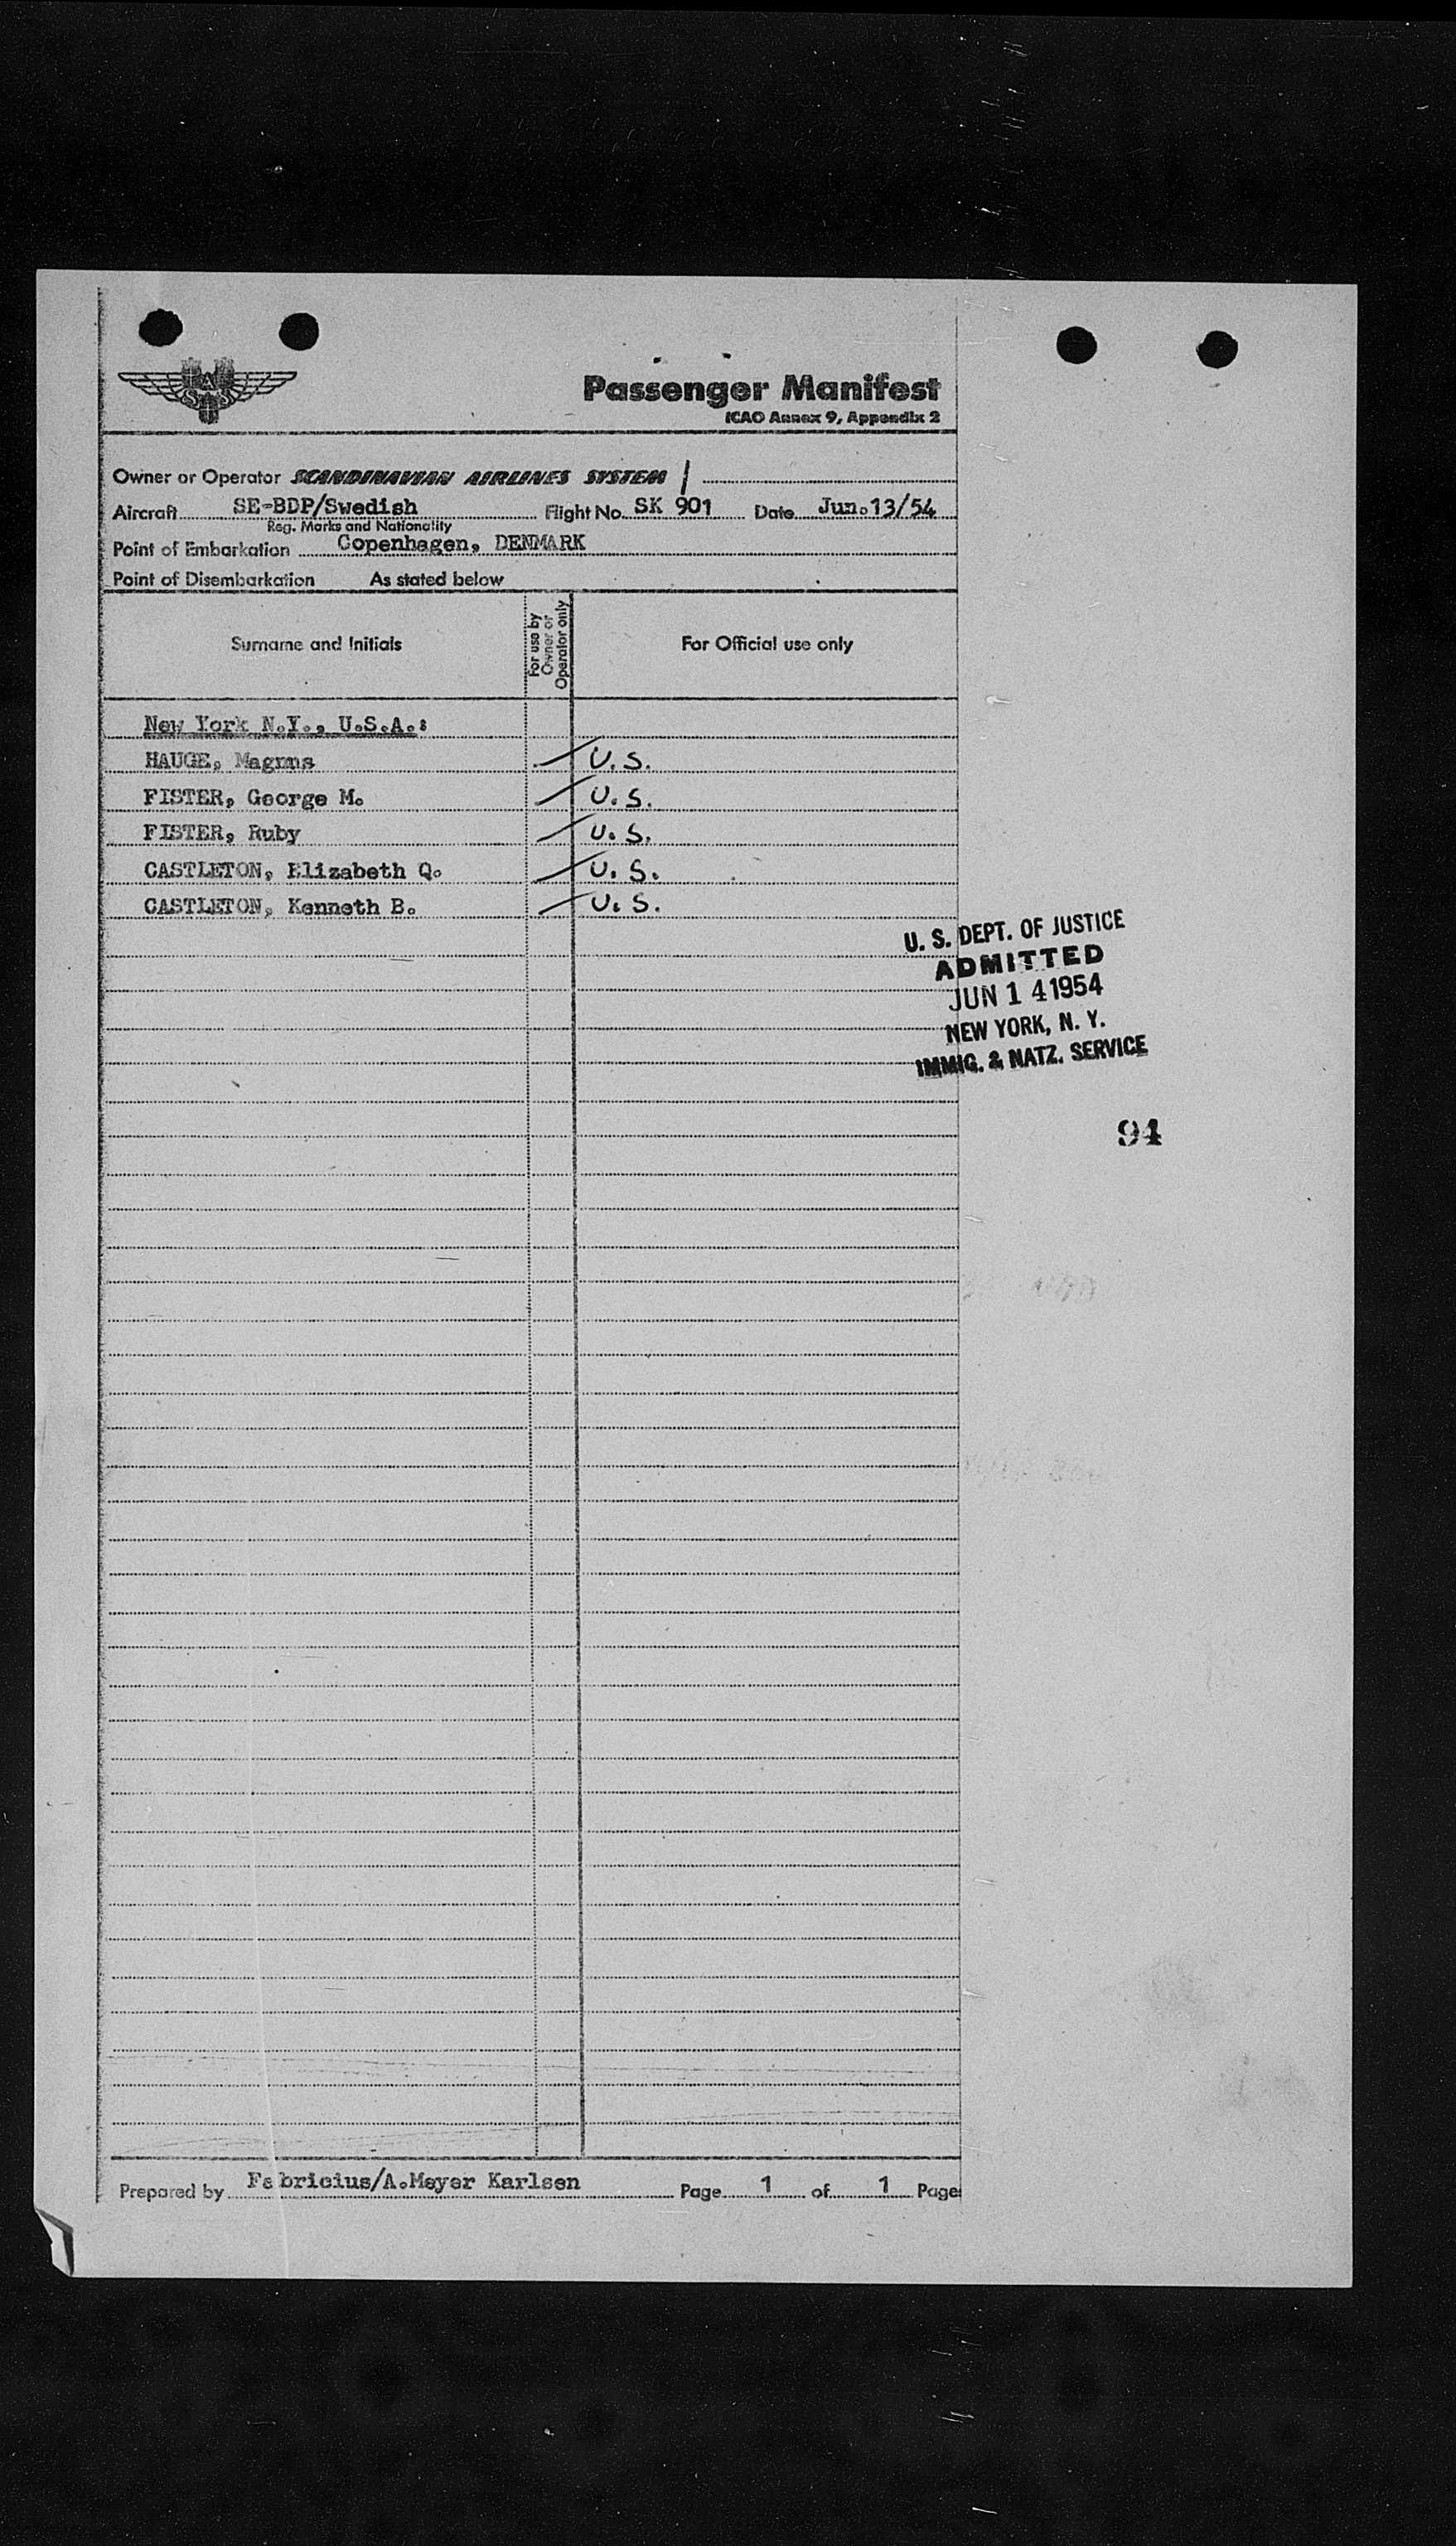 SAS
Passenger Manifest
ICAO Annex 9, Appendix 2
Owner or Operator SCANDINAVIAN AIRLINES SYSTEM /
Aircraft SE-BDP/Swedish Flight No. SK 901 Date Jun.13/54
Reg. Marks and Nationality
Point of Embarkation Copenhagen, DENMARK
Point of Disembarkation As stated below
Surname and Initials For use by Owner or Operator only For Official use only
New York N.Y., U.S.A.:
HAUGE, Magnus U.S.
FISTER, George M. U.S.
FISTER, Ruby U.S.
CASTLETON, Elizabeth Q. U.S.
CASTLETON, Kenneth B. U.S.
U. S. DEPT. OF JUSTICE
ADMITTED
JUN 14 1954
NEW YORK, N. Y.
IMMIG. & NATZ. SERVICE
94
Prepared by Fabricius/A.Meyer Karlsen Page 1 of 1 Page